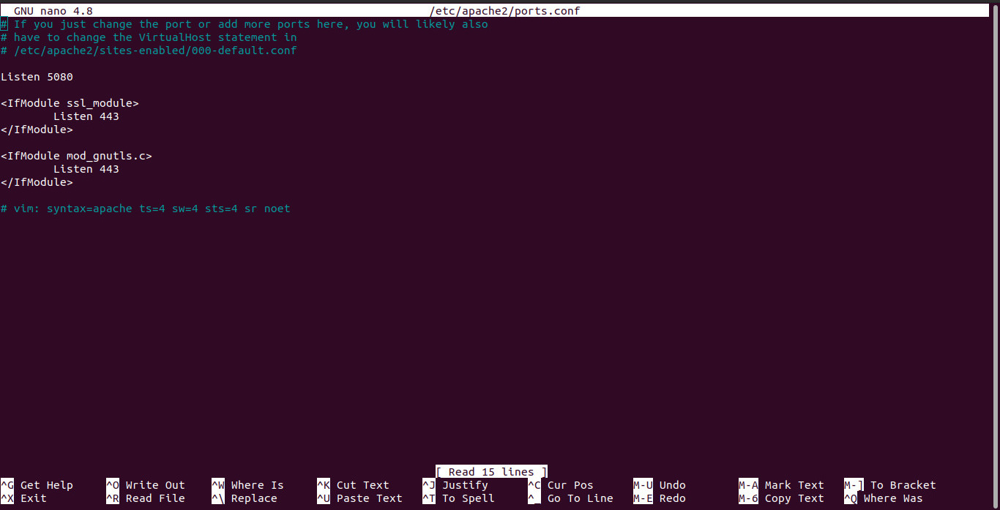 GNU nano 4.8 /etc/apache2/ports.conf
# If you just change the port or add more ports here, you will likely also
# have to change the VirtualHost statement in
# /etc/apache2/sites-enabled/000-default.conf
Listen 5080
<IfModule ssl_module>
Listen 443
</IfModule>
<IfModule mod_gnutls.c>
Listen 443
</IfModule>
# vim: syntax=apache ts=4 sw=4 sts=4 sr noet
[ Read 15 lines ]
^G Get Help ^O Write Out ^W Where Is ^K Cut Text ^J Justify ^C Cur Pos M-U Undo M-A Mark Text M-] To Bracket
^X Exit ^R Read File ^\ Replace ^U Paste Text ^T To Spell ^_ Go To Line M-E Redo M-6 Copy Text ^Q Where Was